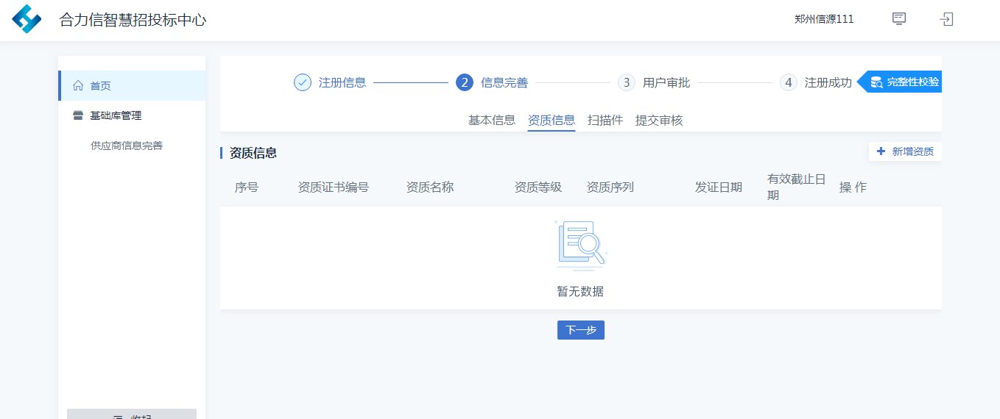 合力信智慧招投标中心
郑州信源111
首页
基础库管理
供应商信息完善
收起
注册信息
2 信息完善
3 用户审批
4 注册成功
完整性校验
基本信息 资质信息 扫描件 提交审核
资质信息
新增资质
序号 资质证书编号 资质名称 资质等级 资质序列 发证日期 有效截止日 操 作
期
暂无数据
下一步